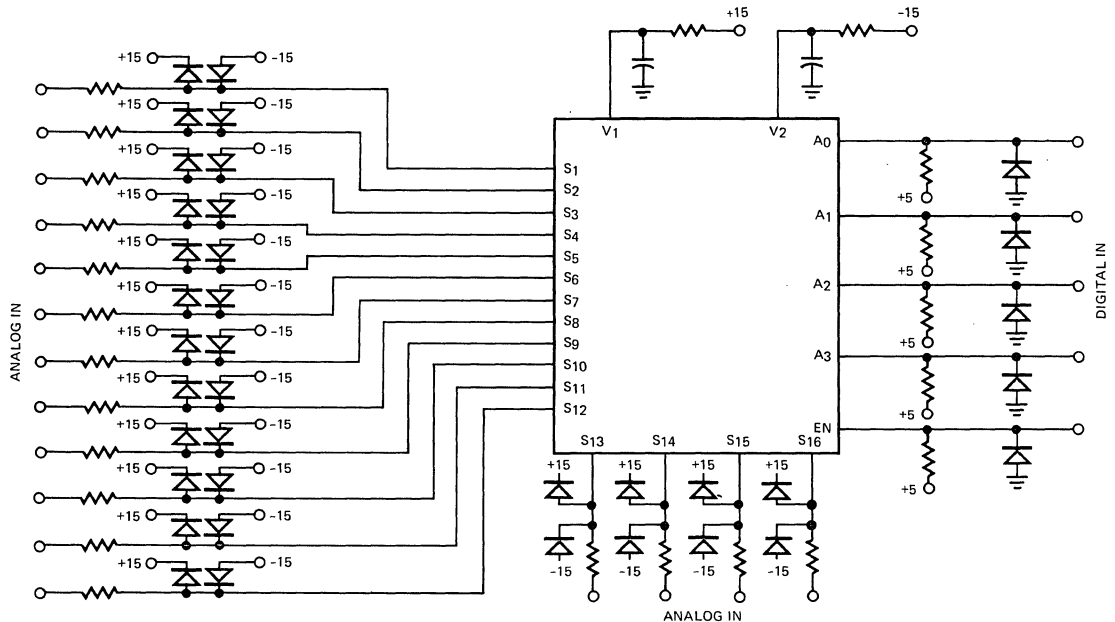 +15
-15
+15 -15
+15 -15
+15 -15
+15 -15
+15 -15
+15 -15
+15 -15
+15 -15
+15 -15
+15 -15
+15 -15
+15 -15
ANALOG IN
V1
V2
S1
S2
S3
S4
S5
S6
S7
S8
S9
S10
S11
S12
S13 S14 S15 S16
A0
A1
A2
A3
EN
+5
+5
+5
+5
+5
DIGITAL IN
+15 +15 +15 +15
-15 -15 -15 -15
ANALOG IN